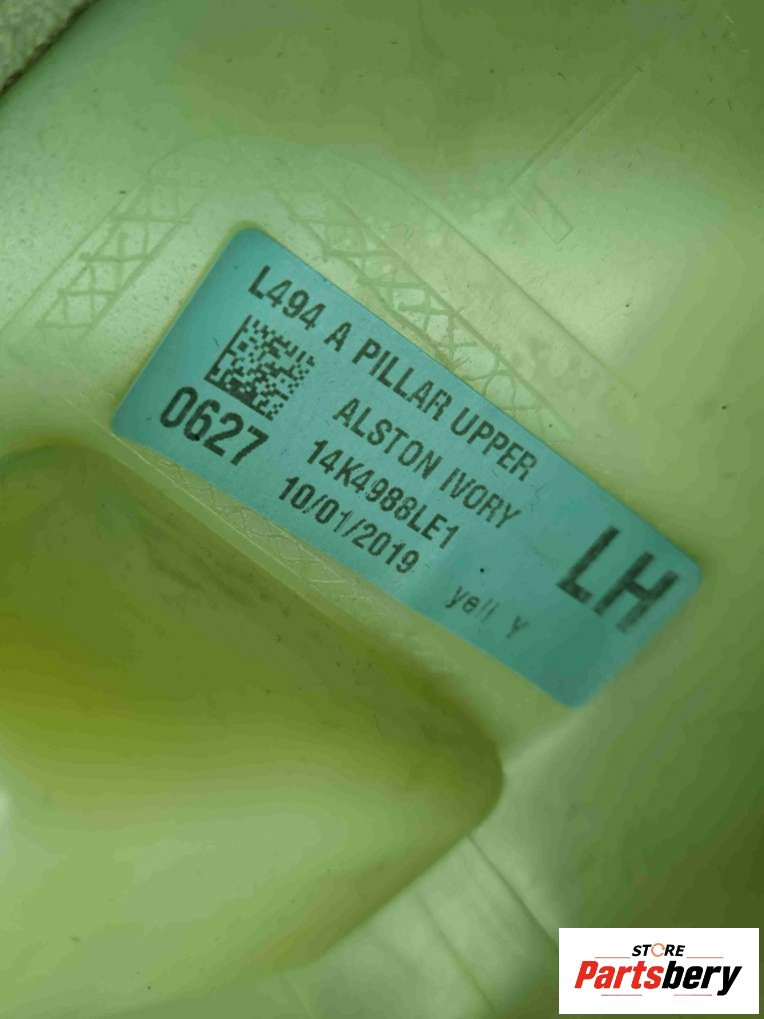 L494 A PILLAR UPPER
ALSTON IVORY
14K4988LE1
10/01/2019
0627
LH
yell Y
STORE
Partsbery